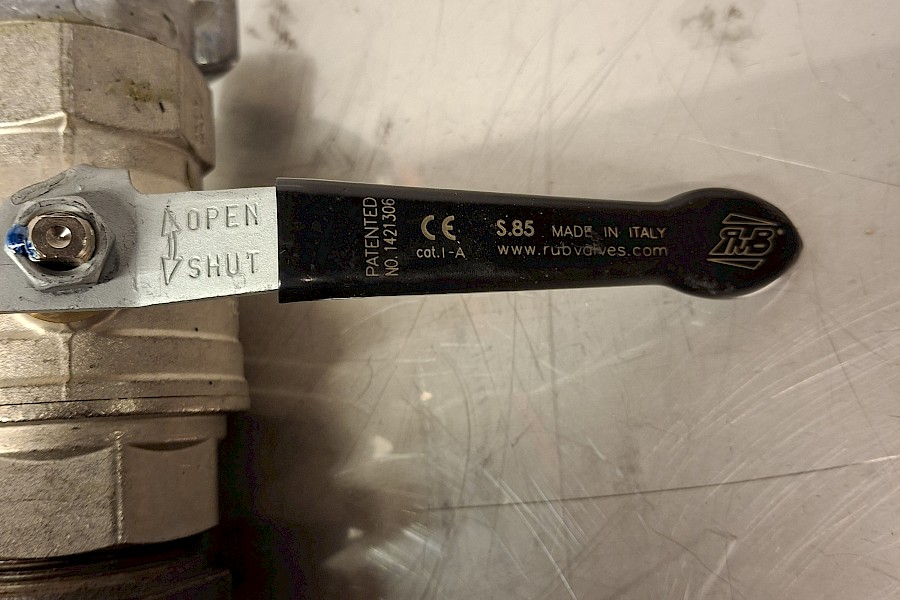 OPEN
SHUT
PATENTED
NO. 1421306
CE
cat.I-A
S.85 MADE IN ITALY
www.rubvalves.com
RuB